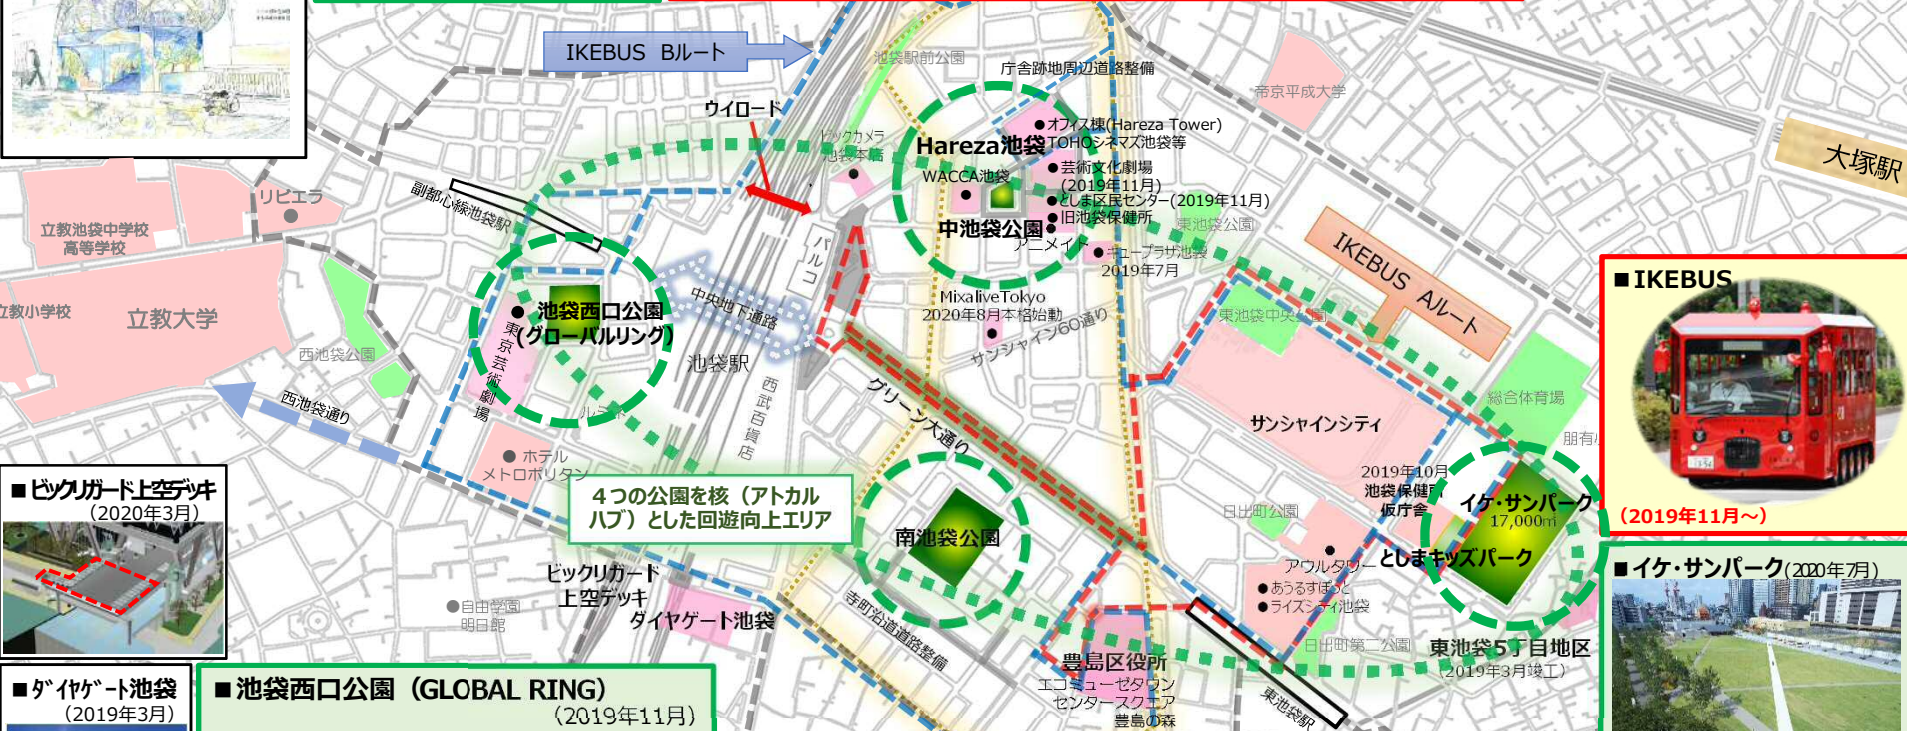 IKEBUS Bルート
池袋駅前公園
庁舎跡地周辺道路整備
帝京平成大学
大塚駅
ウイロード
ビックカメラ
池袋本店
Hareza池袋
●オフィス棟(Hareza Tower)
TOHOシネマズ池袋等
WACCA池袋
●芸術文化劇場
(2019年11月)
●としま区民センター(2019年11月)
●旧池袋保健所
中池袋公園
アニメイト
東池袋公園
●キュープラザ池袋
2019年7月
リビエラ
副都心線池袋駅
立教池袋中学校
高等学校
立教小学校
立教大学
西池袋公園
西池袋通り
池袋西口公園
(グローバルリング)
東京芸術劇場
中央地下通路
パルコ
池袋駅
西武百貨店
ルミネ
●ホテル
メトロポリタン
Mixalive Tokyo
2020年8月本格始動
サンシャイン60通り
グリーン大通り
IKEBUS Aルート
東池袋中央公園
サンシャインシティ
総合体育場
朋有小
2019年10月
池袋保健所
仮庁舎
イケ・サンパーク
17,000㎡
としまキッズパーク
日出町公園
アウルタワー
●あうるすぽっと
●ライズシティ池袋
日出町第二公園
東池袋5丁目地区
(2019年3月竣工)
東池袋駅
4つの公園を核(アトカル
ハブ)とした回遊向上エリア
南池袋公園
ビックリガード
上空デッキ
ダイヤゲート池袋
●自由学園
明日館
寺町沿道道路整備
豊島区役所
エコミューゼタウン
センタースクエア
豊島の森
■IKEBUS
(2019年11月～)
■イケ・サンパーク(2020年7月)
■ビックリガード上空デッキ
(2020年3月)
■ダイヤゲート池袋
(2019年3月)
■池袋西口公園(GLOBAL RING)
(2019年11月)